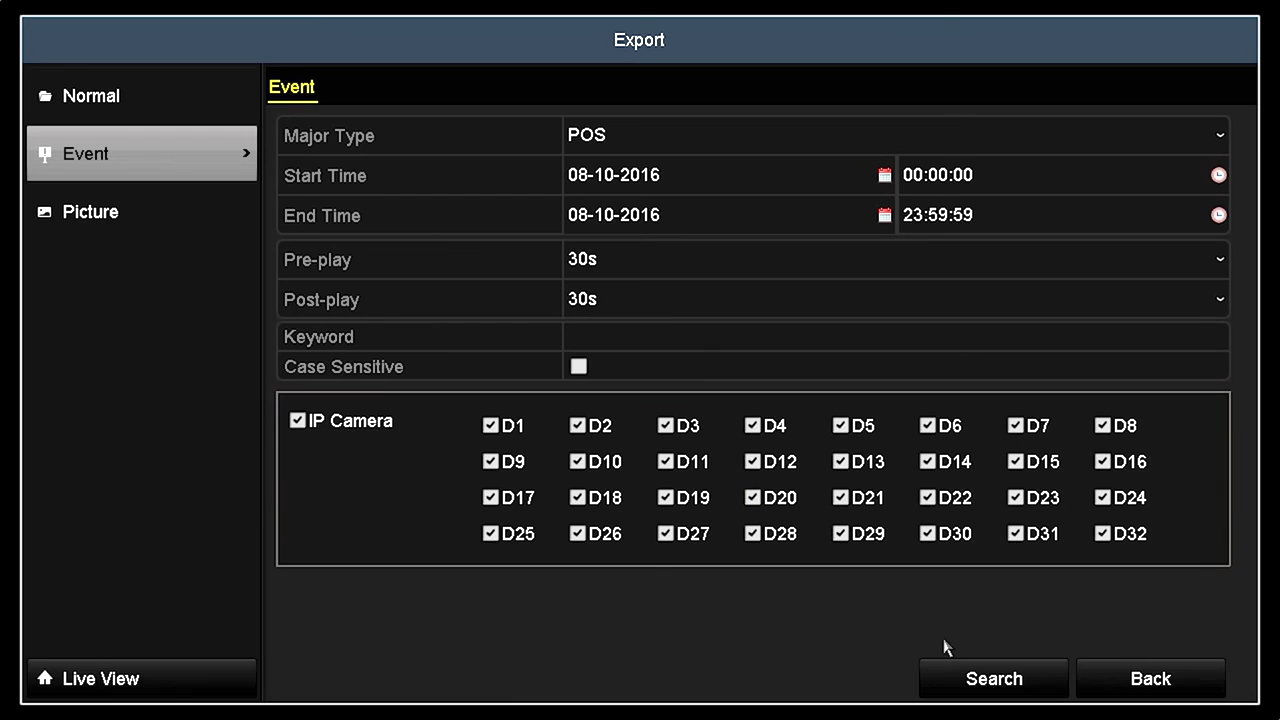 Export
Normal
Event
Picture
Live View
Event
Major Type POS
Start Time 08-10-2016 00:00:00
End Time 08-10-2016 23:59:59
Pre-play 30s
Post-play 30s
Keyword
Case Sensitive
IP Camera D1 D2 D3 D4 D5 D6 D7 D8
D9 D10 D11 D12 D13 D14 D15 D16
D17 D18 D19 D20 D21 D22 D23 D24
D25 D26 D27 D28 D29 D30 D31 D32
Search Back